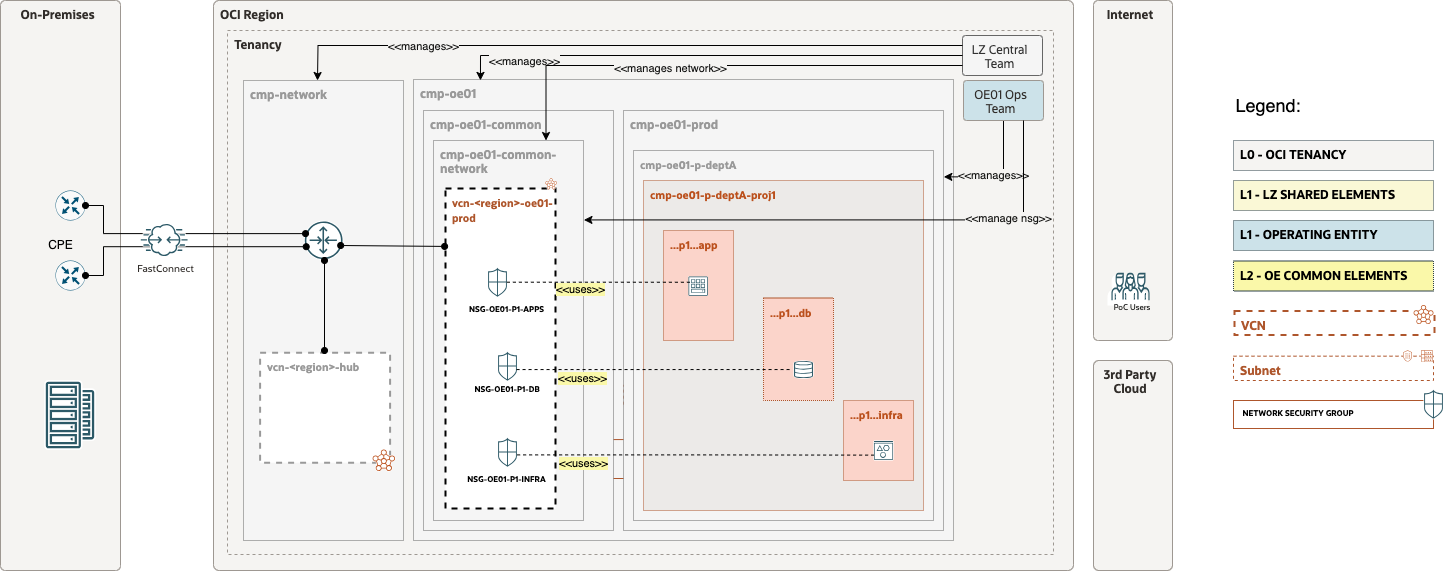 On-Premises
CPE
FastConnect
OCI Region
Tenancy
<<manages>>
<<manages>>
<<manages network>>
LZ Central
Team
OE01 Ops
Team
cmp-network
vcn-<region>-hub
cmp-oe01
cmp-oe01-common
cmp-oe01-common-
network
vcn-<region>-oe01-
prod
NSG-OE01-P1-APPS
NSG-OE01-P1-DB
NSG-OE01-P1-INFRA
<<uses>>
<<uses>>
<<uses>>
cmp-oe01-prod
cmp-oe01-p-deptA
cmp-oe01-p-deptA-proj1
...p1...app
...p1...db
...p1...infra
<<manages>>
<<manage nsg>>
Internet
PoC Users
3rd Party
Cloud
Legend:
L0 - OCI TENANCY
L1 - LZ SHARED ELEMENTS
L1 - OPERATING ENTITY
L2 - OE COMMON ELEMENTS
VCN
Subnet
NETWORK SECURITY GROUP